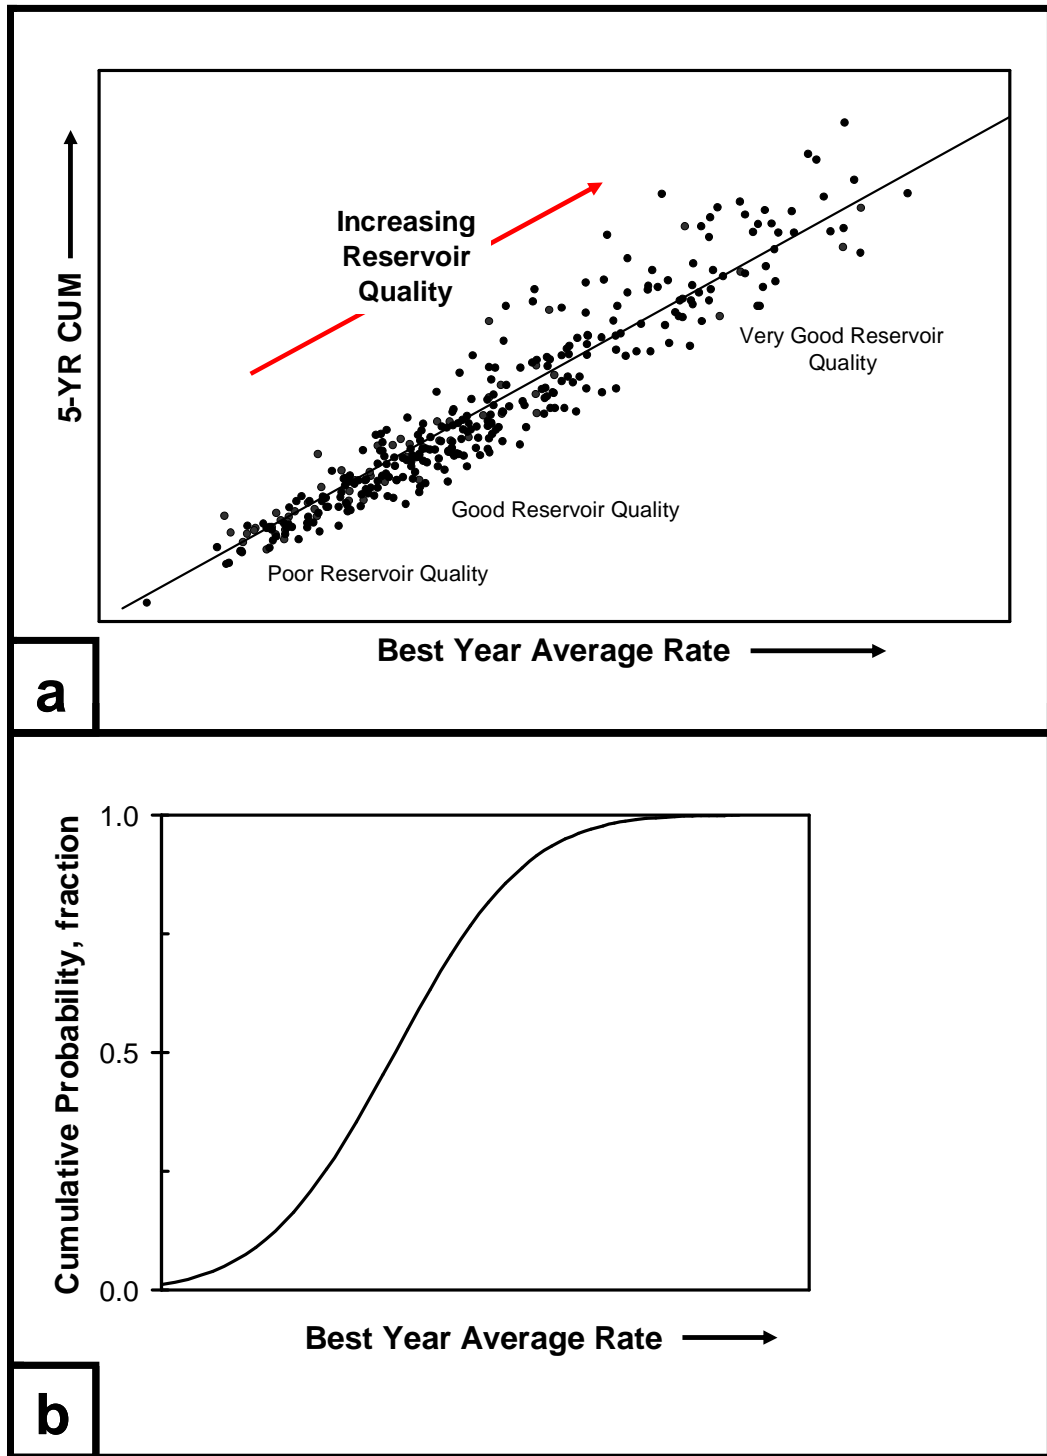 5-YR CUM
Increasing
Reservoir
Quality
Very Good Reservoir
Quality
Good Reservoir Quality
Poor Reservoir Quality
Best Year Average Rate
a
Cumulative Probability, fraction
1.0
0.5
0.0
Best Year Average Rate
b